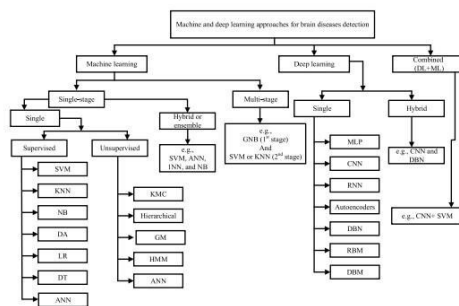 Machine and deep learning approaches for brain diseases detection
Machine learning
Deep learning
Combined
(DL+ML)
Single-stage
Multi-stage
Single
Hybrid or
ensemble
Single
Hybrid
Supervised
Unsupervised
e.g.,
SVM, ANN,
and NB
e.g.,
GNB (1st stage)
And
SVM or KNN (2nd stage)
e.g., CNN and
DBN
e.g., CNN+ SVM
SVM
KNN
NB
DA
LR
DT
ANN
KMC
Hierarchical
GM
HMM
ANN
MLP
CNN
RNN
Autoencoders
DBN
RBM
DBM